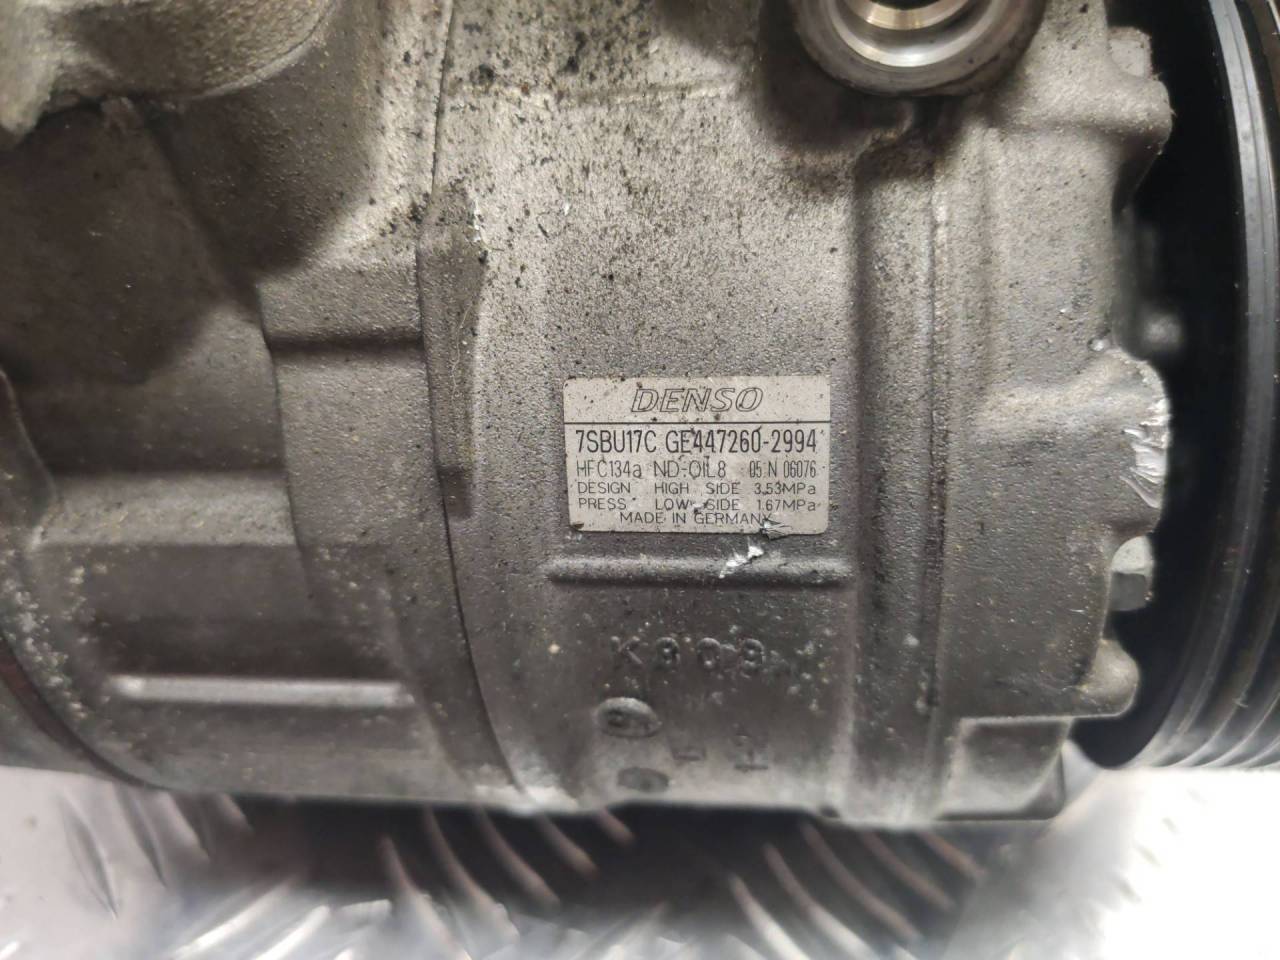 DENSO
7SBU17C GE447260-2994
HFC134a ND-OIL8 05 N 06076
DESIGN HIGH SIDE 3.53MPa
PRESS LOW SIDE 1.67MPa
MADE IN GERMANY
K909